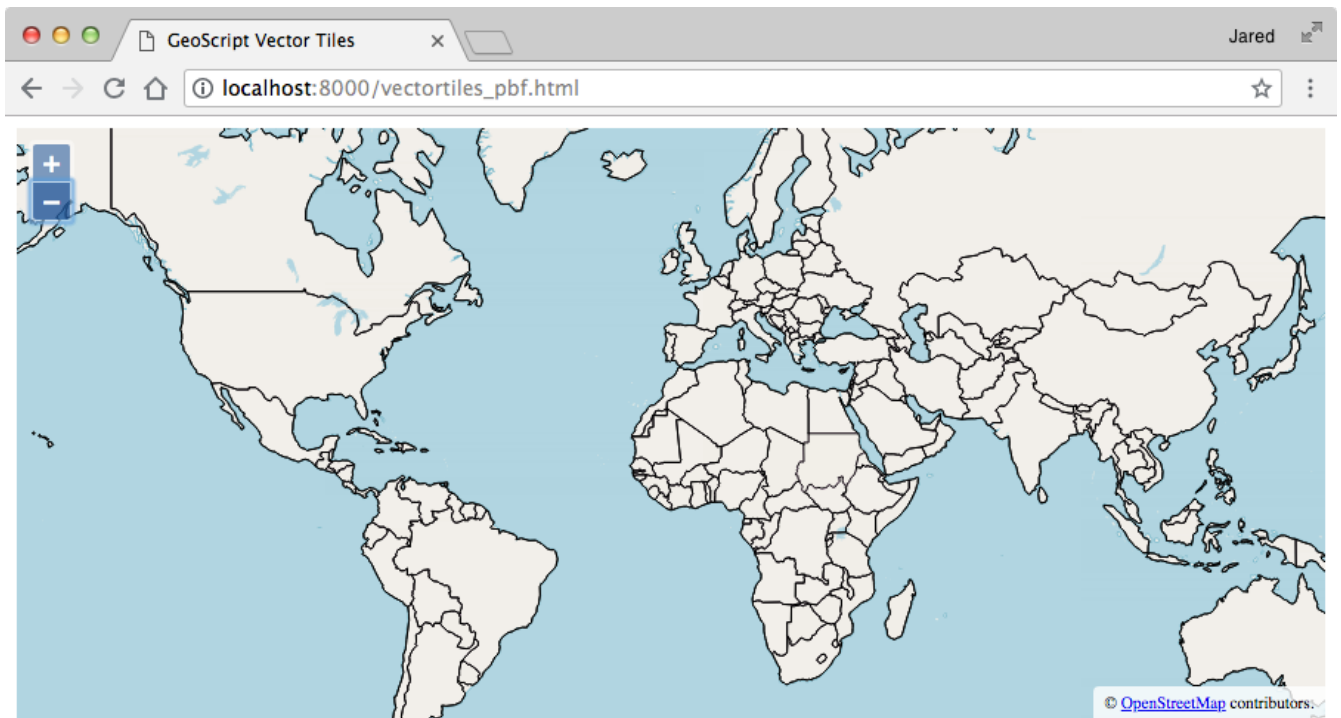 GeoScript Vector Tiles
Jared
localhost:8000/vectortiles_pbf.html
+
−
© OpenStreetMap contributors.